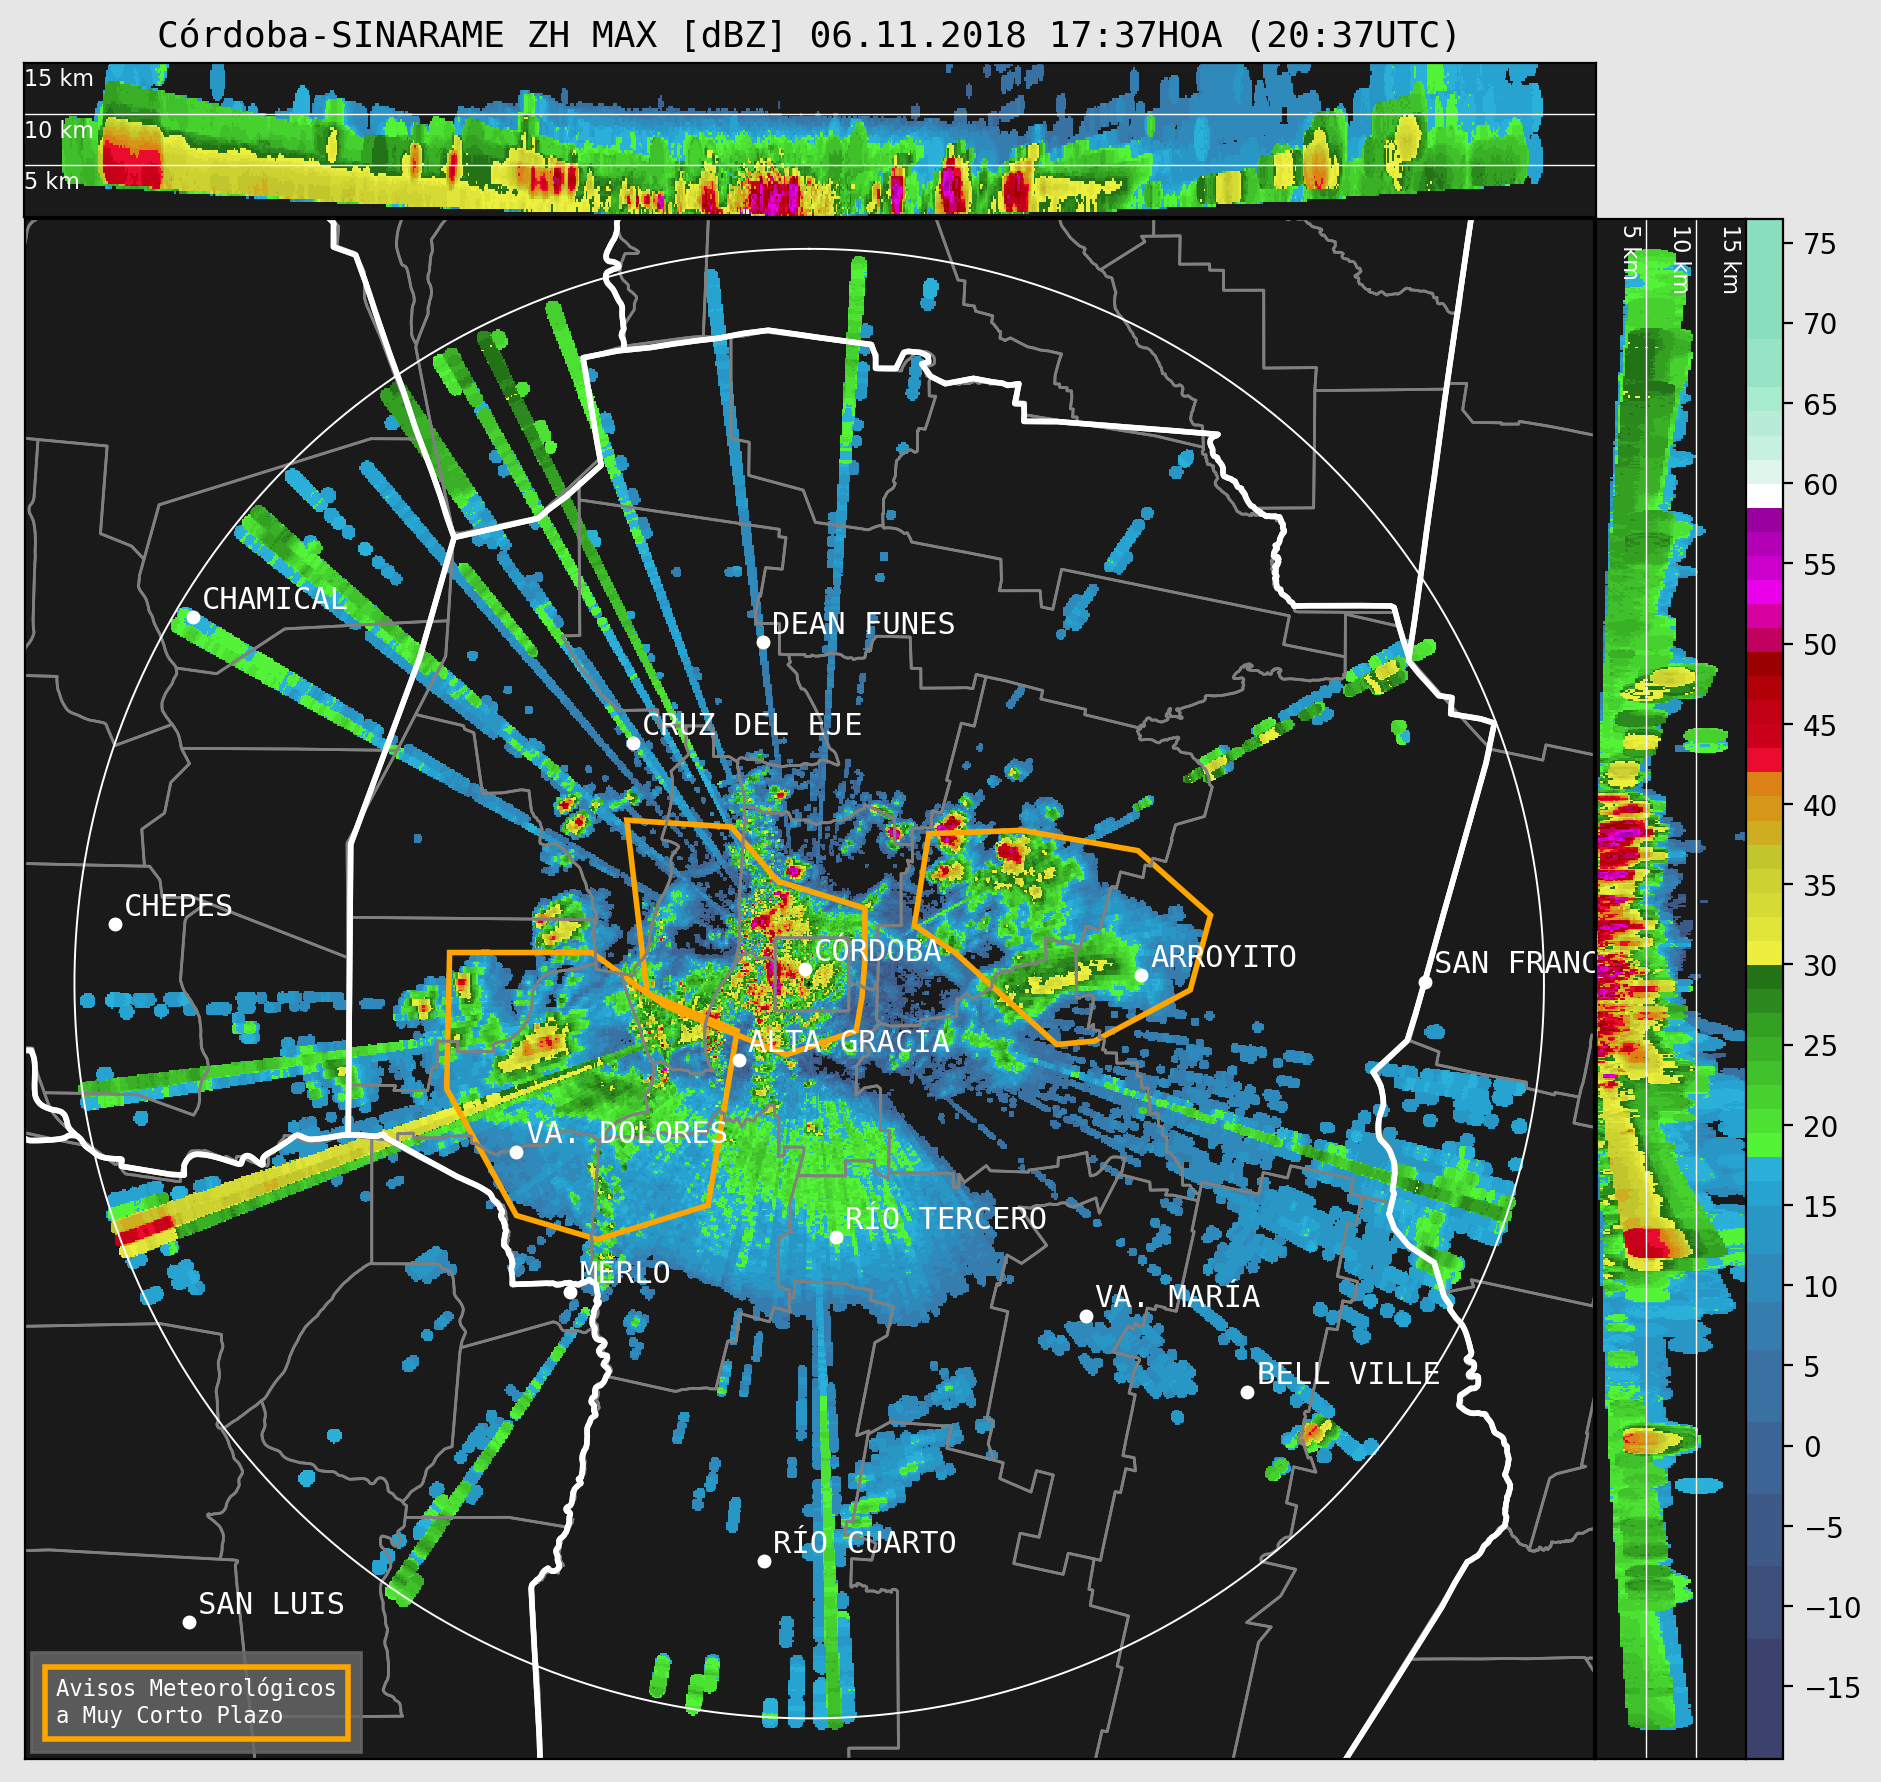 Córdoba-SINARAME ZH MAX [dBZ] 06.11.2018 17:37HOA (20:37UTC)
15 km
10 km
5 km
5 km
10 km
15 km
75
70
65
60
55
50
45
40
35
30
25
20
15
10
5
0
−5
−10
−15
CHAMICAL
DEAN FUNES
CRUZ DEL EJE
CHEPES
CÓRDOBA
ARROYITO
SAN FRANC
ALTA GRACIA
VA. DOLORES
RÍO TERCERO
MERLO
VA. MARÍA
BELL VILLE
RÍO CUARTO
SAN LUIS
Avisos Meteorológicos
a Muy Corto Plazo